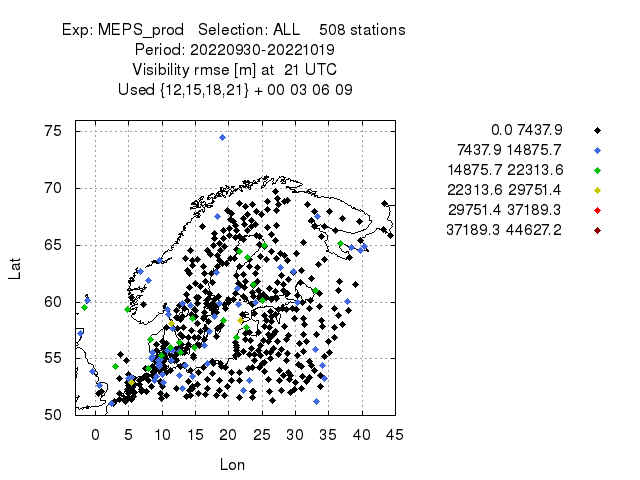 Exp: MEPS_prod   Selection: ALL    508 stations
Period: 20220930-20221019
Visibility rmse [m] at  21 UTC
Used {12,15,18,21} + 00 03 06 09
75
70
65
60
55
50
0 5 10 15 20 25 30 35 40 45
Lat
Lon
0.0 7437.9
7437.9 14875.7
14875.7 22313.6
22313.6 29751.4
29751.4 37189.3
37189.3 44627.2